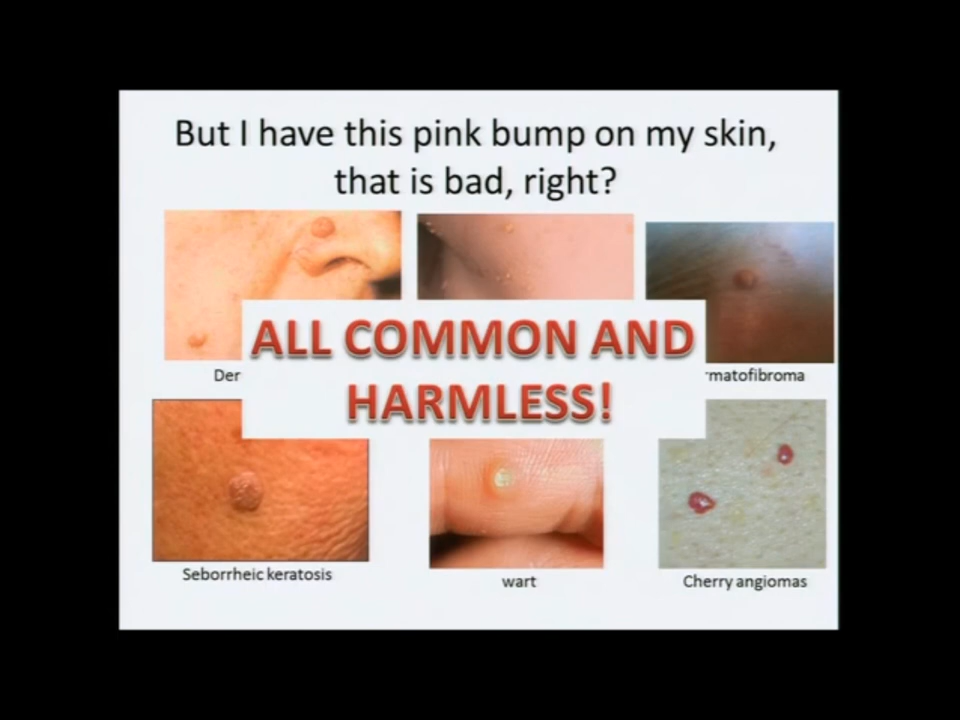 But I have this pink bump on my skin,
that is bad, right?
ALL COMMON AND
HARMLESS!
Der
rmatofibroma
Seborrheic keratosis
wart
Cherry angiomas